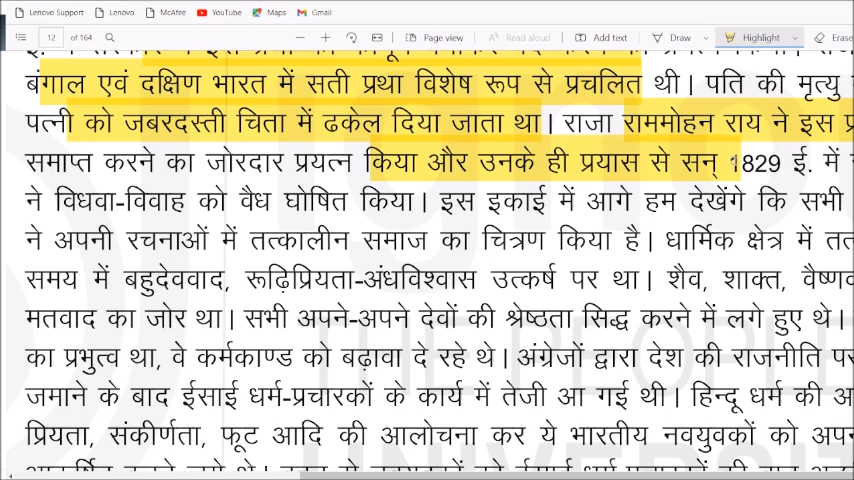 Lenovo Support Lenovo McAfee YouTube Maps Gmail
12 of 164 Page view Read aloud Add text Draw Highlight Erase
बंगाल एवं दक्षिण भारत में सती प्रथा विशेष रूप से प्रचलित थी। पति की मृत्यु
पत्नी को जबरदस्ती चिता में ढकेल दिया जाता था। राजा राममोहन राय ने इस
समाप्त करने का जोरदार प्रयत्न किया और उनके ही प्रयास से सन् 1829 ई. में
ने विधवा-विवाह को वैध घोषित किया। इस इकाई में आगे हम देखेंगे कि सभी
ने अपनी रचनाओं में तत्कालीन समाज का चित्रण किया है। धार्मिक क्षेत्र में
समय में बहुदेववाद, रूढ़िप्रियता-अंधविश्वास उत्कर्ष पर था। शैव, शाक्त,
मतवाद का जोर था। सभी अपने-अपने देवों की श्रेष्ठता सिद्ध करने में लगे हुए थे।
का प्रभुत्व था, वे कर्मकाण्ड को बढ़ावा दे रहे थे। अंग्रेजों द्वारा देश की राजनीति
जमाने के बाद ईसाई धर्म-प्रचारकों के कार्य में तेजी आ गई थी। हिन्दू धर्म की
प्रियता, संकीर्णता, फूट आदि की आलोचना कर ये भारतीय नवयुवकों को